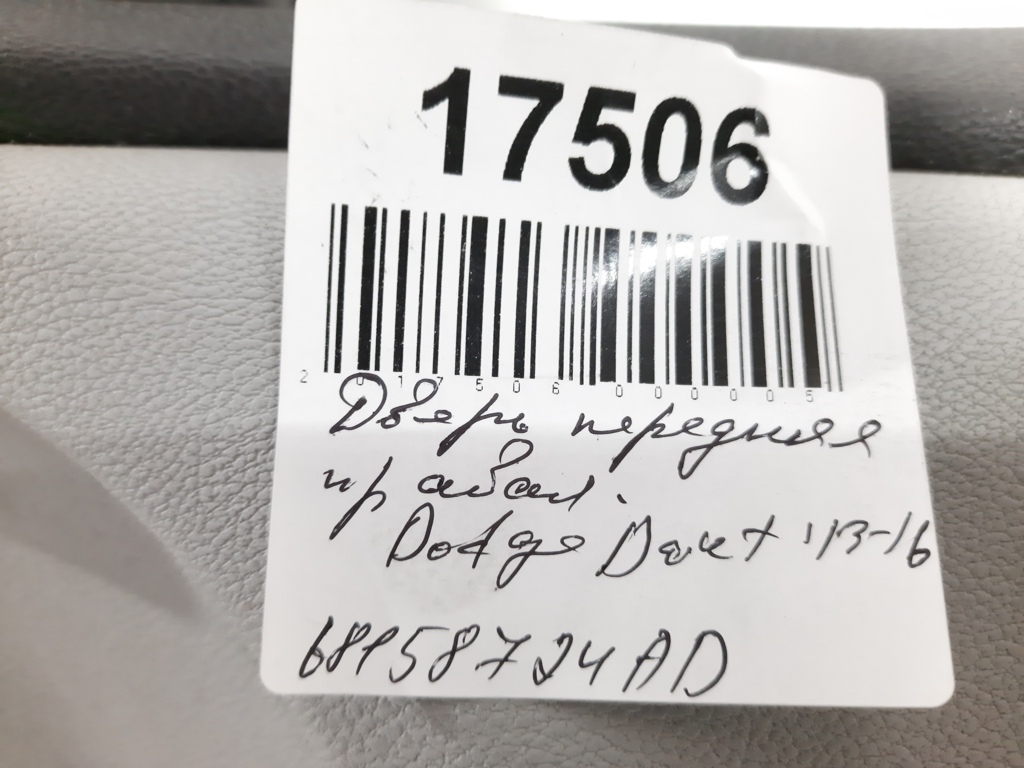 17506
2 017506 000005
Дверь передняя
правая.
Dodge Dart '13-16
68158724AD